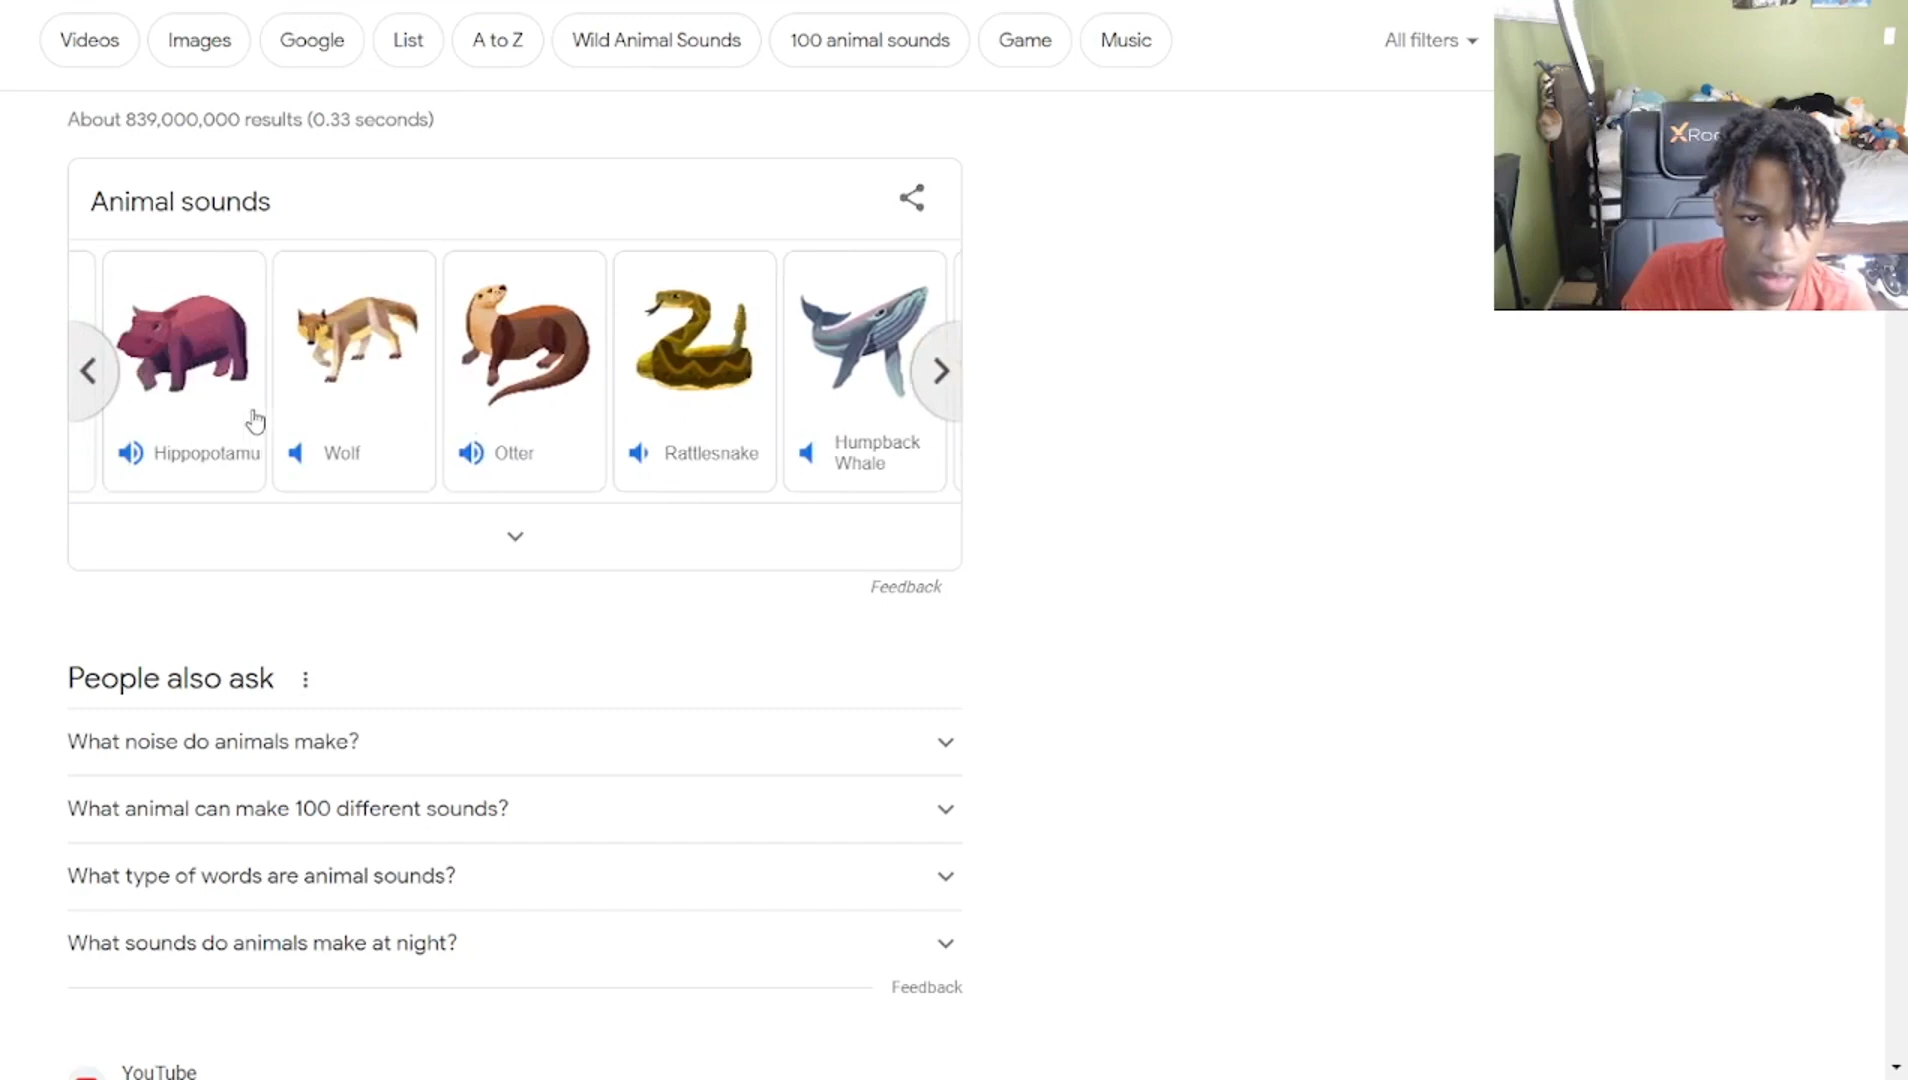 Videos
Images
Google
List
A to Z
Wild Animal Sounds
100 animal sounds
Game
Music
All filters
About 839,000,000 results (0.33 seconds)
Animal sounds
Hippopotamu
Wolf
Otter
Rattlesnake
Humpback
Whale
Feedback
People also ask
What noise do animals make?
What animal can make 100 different sounds?
What type of words are animal sounds?
What sounds do animals make at night?
Feedback
YouTube